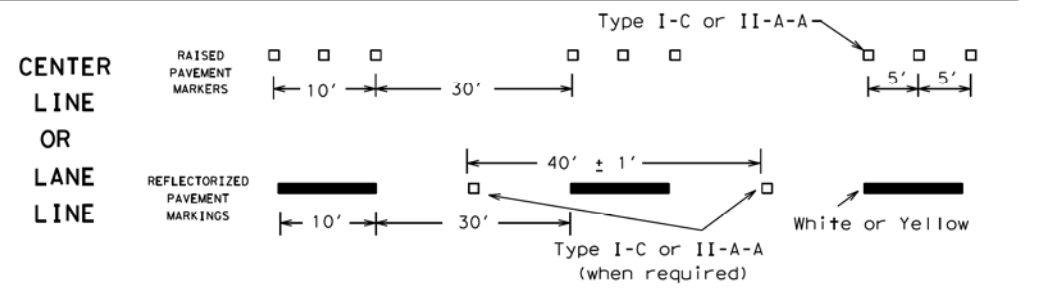 Type I-C or II-A-A
CENTER
LINE
OR
LANE
LINE
RAISED
PAVEMENT
MARKERS
10'
30'
5'
5'
40' ± 1'
REFLECTORIZED
PAVEMENT
MARKINGS
10'
30'
Type I-C or II-A-A
(when required)
White or Yellow